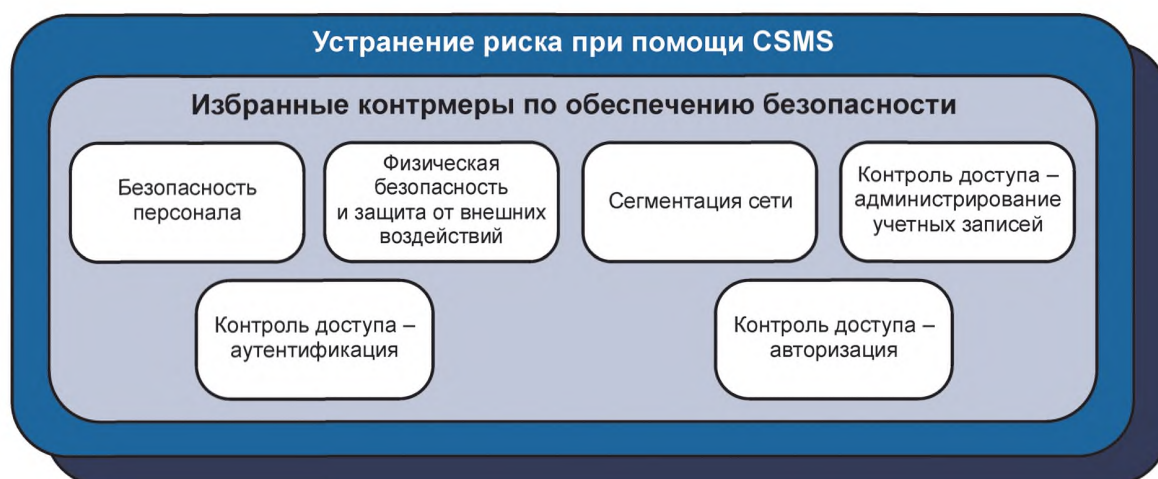 Устранение риска при помощи CSMS
Избранные контрмеры по обеспечению безопасности
Безопасность
персонала
Физическая
безопасность
и защита от внешних
воздействий
Сегментация сети
Контроль доступа –
администрирование
учетных записей
Контроль доступа –
аутентификация
Контроль доступа –
авторизация